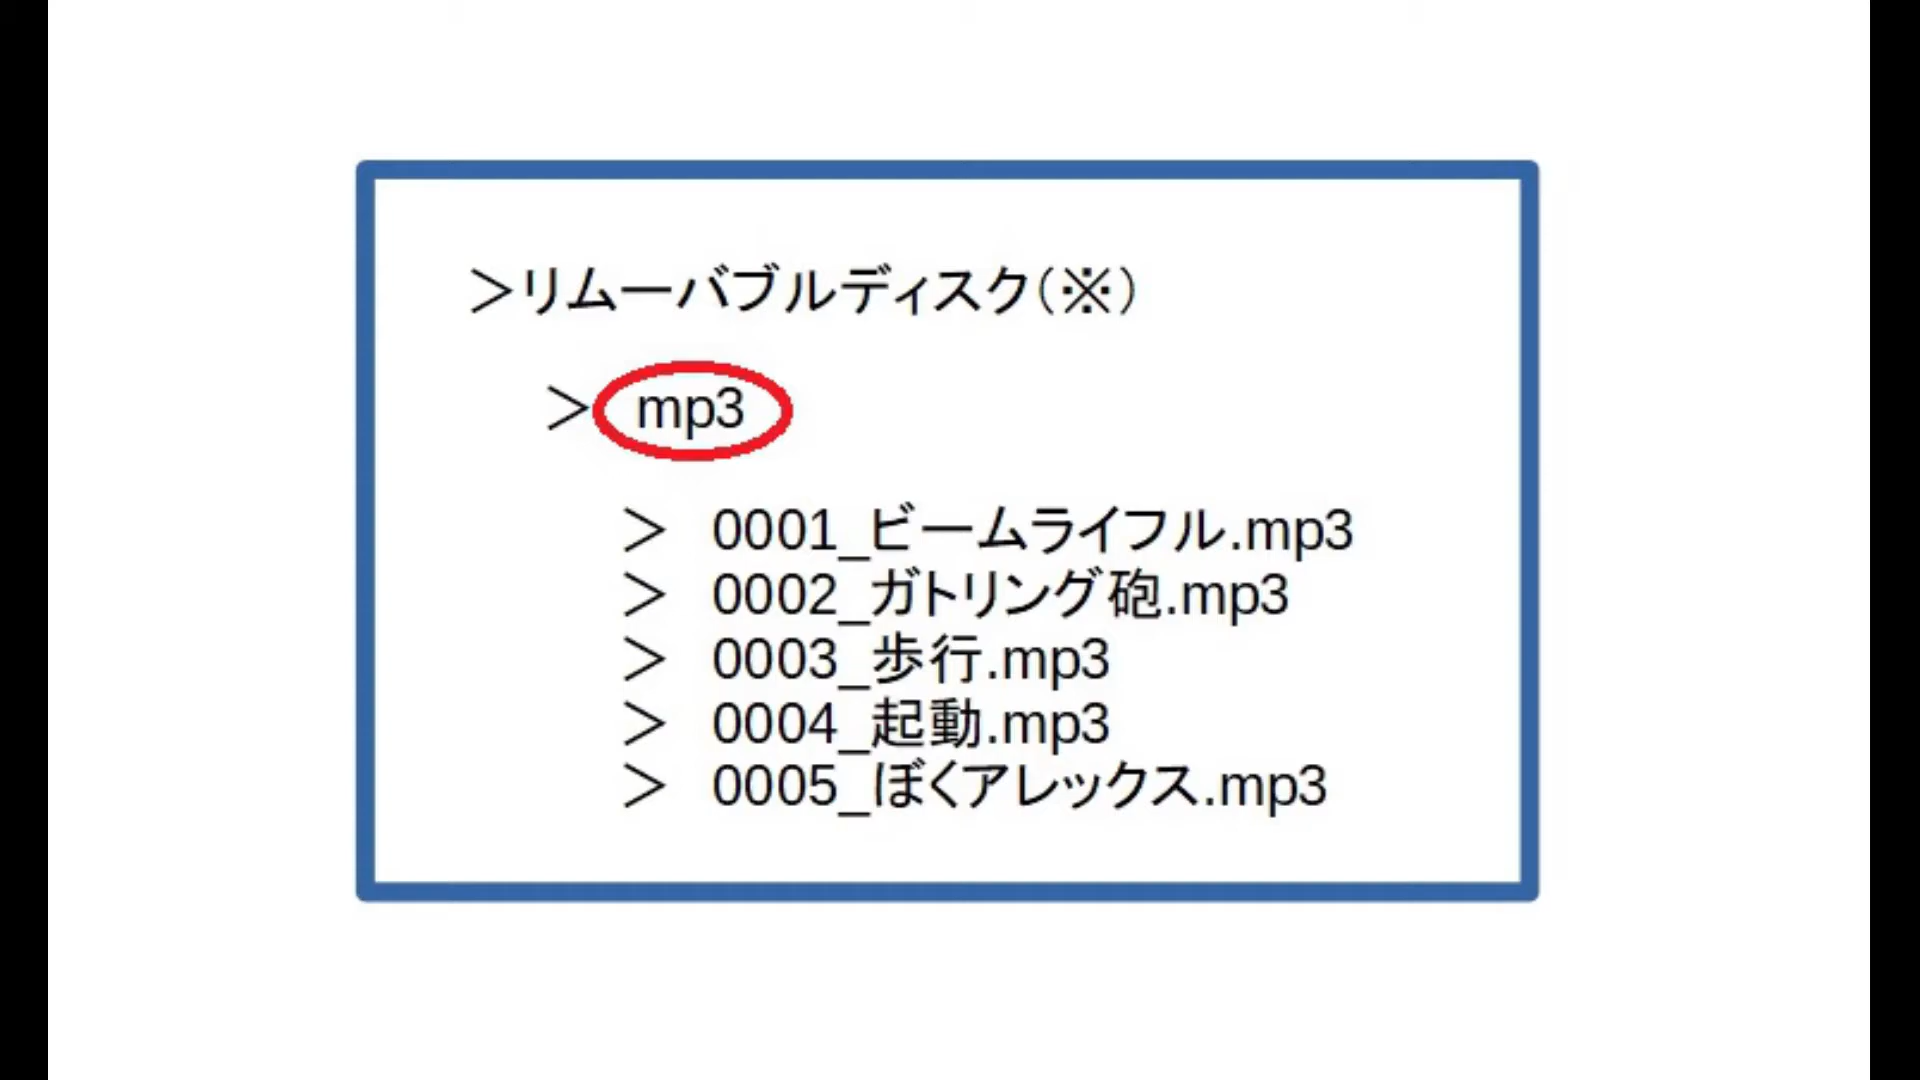 ＞リムーバブルディスク（※）
＞ mp3
＞ 0001_ビームライフル.mp3
＞ 0002_ガトリング砲.mp3
＞ 0003_歩行.mp3
＞ 0004_起動.mp3
＞ 0005_ぼくアレックス.mp3